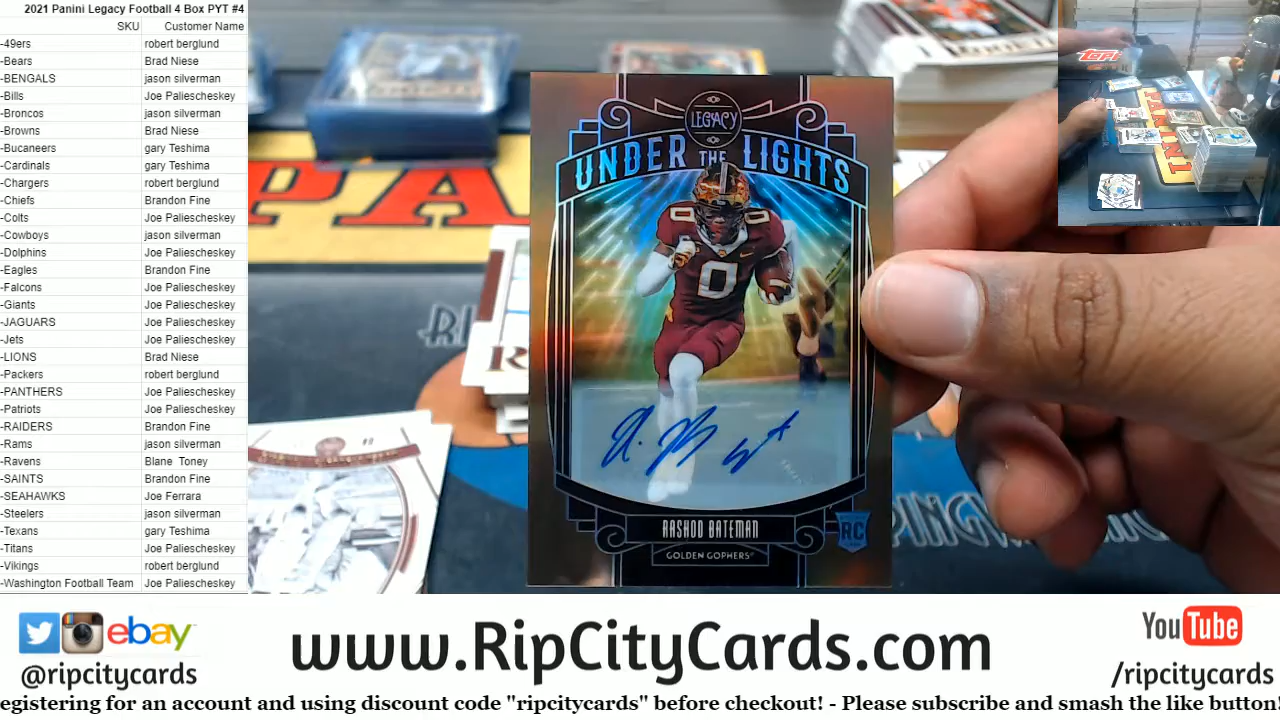 2021 Panini Legacy Football 4 Box PYT #4
SKU Customer Name
-49ers robert berglund
-Bears Brad Niese
-BENGALS jason silverman
-Bills Joe Paliescheskey
-Broncos jason silverman
-Browns Brad Niese
-Bucaneers gary Teshima
-Cardinals gary Teshima
-Chargers robert berglund
-Chiefs Brandon Fine
-Colts Joe Paliescheskey
-Cowboys jason silverman
-Dolphins Joe Paliescheskey
-Eagles Brandon Fine
-Falcons Joe Paliescheskey
-Giants Joe Paliescheskey
-JAGUARS Joe Paliescheskey
-Jets Joe Paliescheskey
-LIONS Brad Niese
-Packers robert berglund
-PANTHERS Joe Paliescheskey
-Patriots Joe Paliescheskey
-RAIDERS Brandon Fine
-Rams jason silverman
-Ravens Blane Toney
-SAINTS Brandon Fine
-SEAHAWKS Joe Ferrara
-Steelers jason silverman
-Texans gary Teshima
-Titans Joe Paliescheskey
-Vikings robert berglund
-Washington Football Team Joe Paliescheskey
LEGACY
UNDER THE LIGHTS
0 0
0
RASHOD BATEMAN
RC
GOLDEN GOPHERS
PA
RI
PING
topps
PANINI
ebay
@ripcitycards
www.RipCityCards.com
YouTube
/ripcitycards
egistering for an account and using discount code "ripcitycards" before checkout! - Please subscribe and smash the like button!